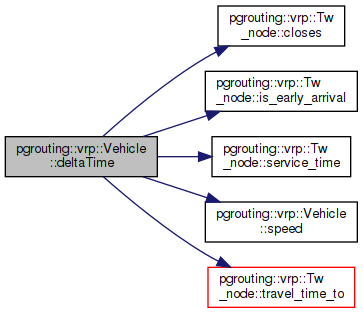 pgrouting::vrp::Vehicle
::deltaTime
pgrouting::vrp::Tw
_node::closes
pgrouting::vrp::Tw
_node::is_early_arrival
pgrouting::vrp::Tw
_node::service_time
pgrouting::vrp::Vehicle
::speed
pgrouting::vrp::Tw
_node::travel_time_to